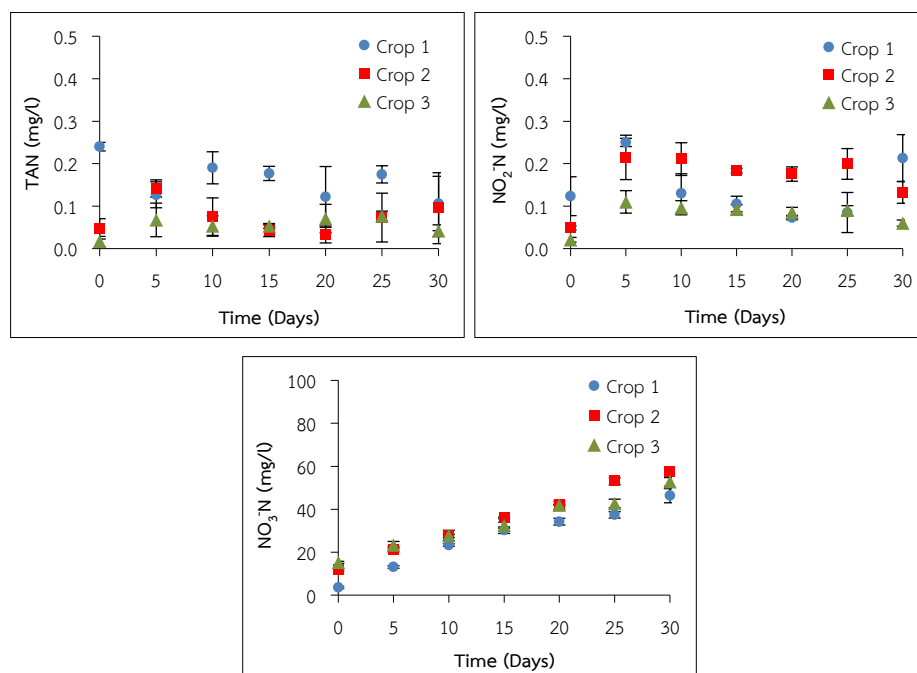 0.5
0.4
0.3
0.2
0.1
0.0
TAN (mg/l)
Crop 1
Crop 2
Crop 3
0 5 10 15 20 25 30
Time (Days)
0.5
0.4
0.3
0.2
0.1
0.0
NO₂-N (mg/l)
Crop 1
Crop 2
Crop 3
0 5 10 15 20 25 30
Time (Days)
100
80
60
40
20
0
NO₃-N (mg/l)
Crop 1
Crop 2
Crop 3
0 5 10 15 20 25 30
Time (Days)